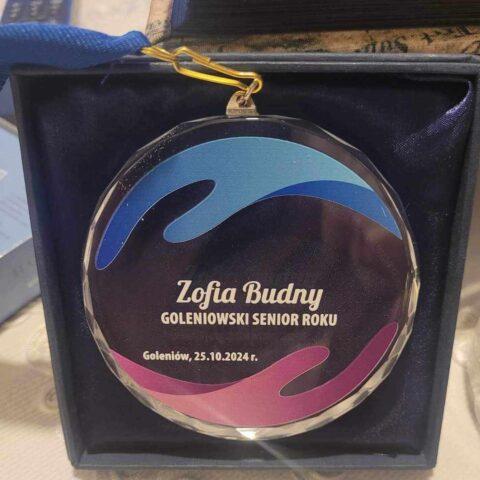 Zofia Budny
GOLENIOWSKI SENIOR ROKU
Goleniów, 25.10.2024 r.